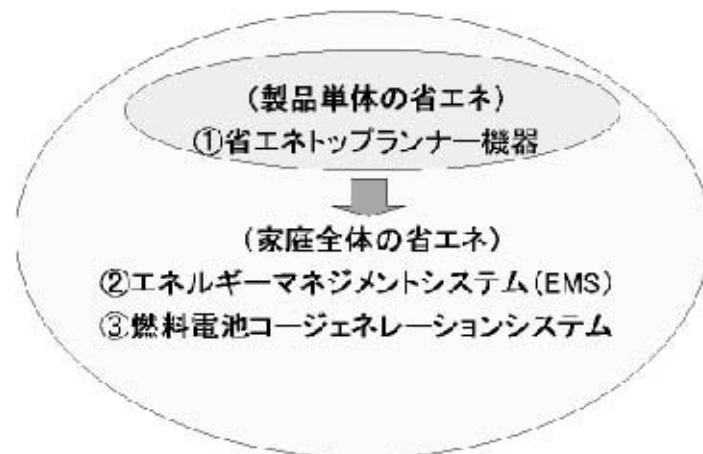 (製品単体の省エネ)
①省エネトップランナー機器
(家庭全体の省エネ)
②エネルギーマネジメントシステム(EMS)
③燃料電池コージェネレーションシステム